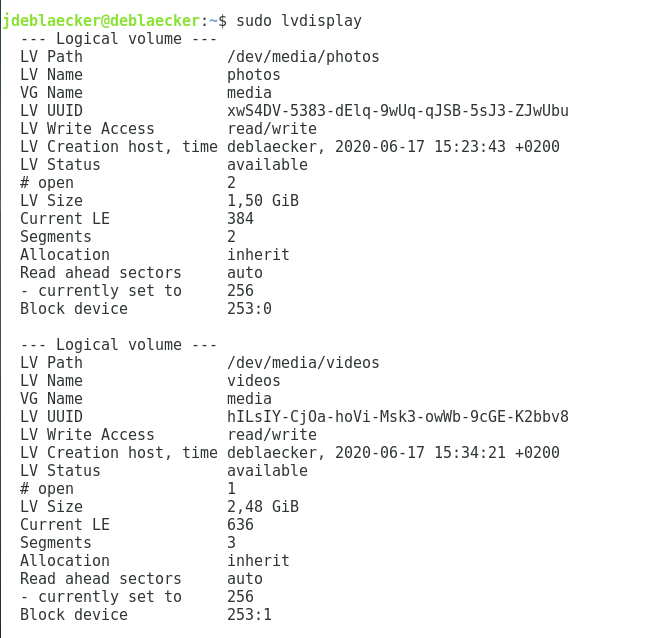 jdeblaecker@deblaecker:~$ sudo lvdisplay
--- Logical volume ---
LV Path                /dev/media/photos
LV Name                photos
VG Name                media
LV UUID                xwS4DV-5383-dElq-9wUq-qJSB-5sJ3-ZJwUbu
LV Write Access        read/write
LV Creation host, time deblaecker, 2020-06-17 15:23:43 +0200
LV Status              available
# open                 2
LV Size                1,50 GiB
Current LE             384
Segments               2
Allocation             inherit
Read ahead sectors     auto
- currently set to     256
Block device           253:0
--- Logical volume ---
LV Path                /dev/media/videos
LV Name                videos
VG Name                media
LV UUID                hILsIY-CjOa-hoVi-Msk3-owWb-9cGE-K2bbv8
LV Write Access        read/write
LV Creation host, time deblaecker, 2020-06-17 15:34:21 +0200
LV Status              available
# open                 1
LV Size                2,48 GiB
Current LE             636
Segments               3
Allocation             inherit
Read ahead sectors     auto
- currently set to     256
Block device           253:1